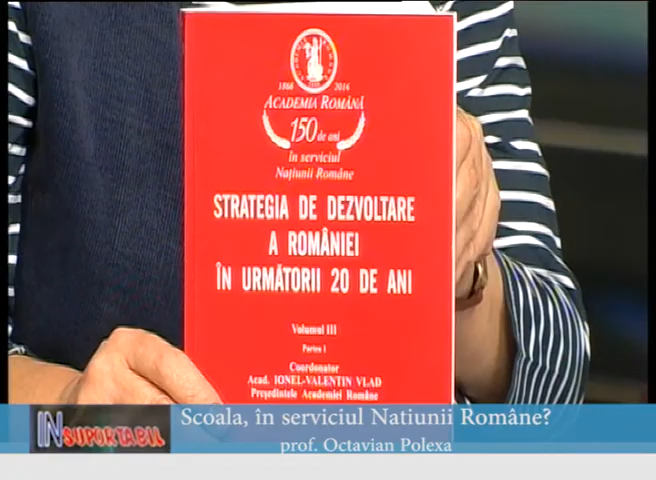 1866 2016
ACADEMIA ROMÂNĂ
150 de ani
în serviciul
Națiunii Române
STRATEGIA DE DEZVOLTARE
A ROMÂNIEI
ÎN URMĂTORII 20 DE ANI
Volumul III
Partea I
Coordonator
Acad. IONEL-VALENTIN VLAD
Președintele Academiei Române
INSUPORTABIL
Scoala, în serviciul Natiunii Române?
prof. Octavian Polexa